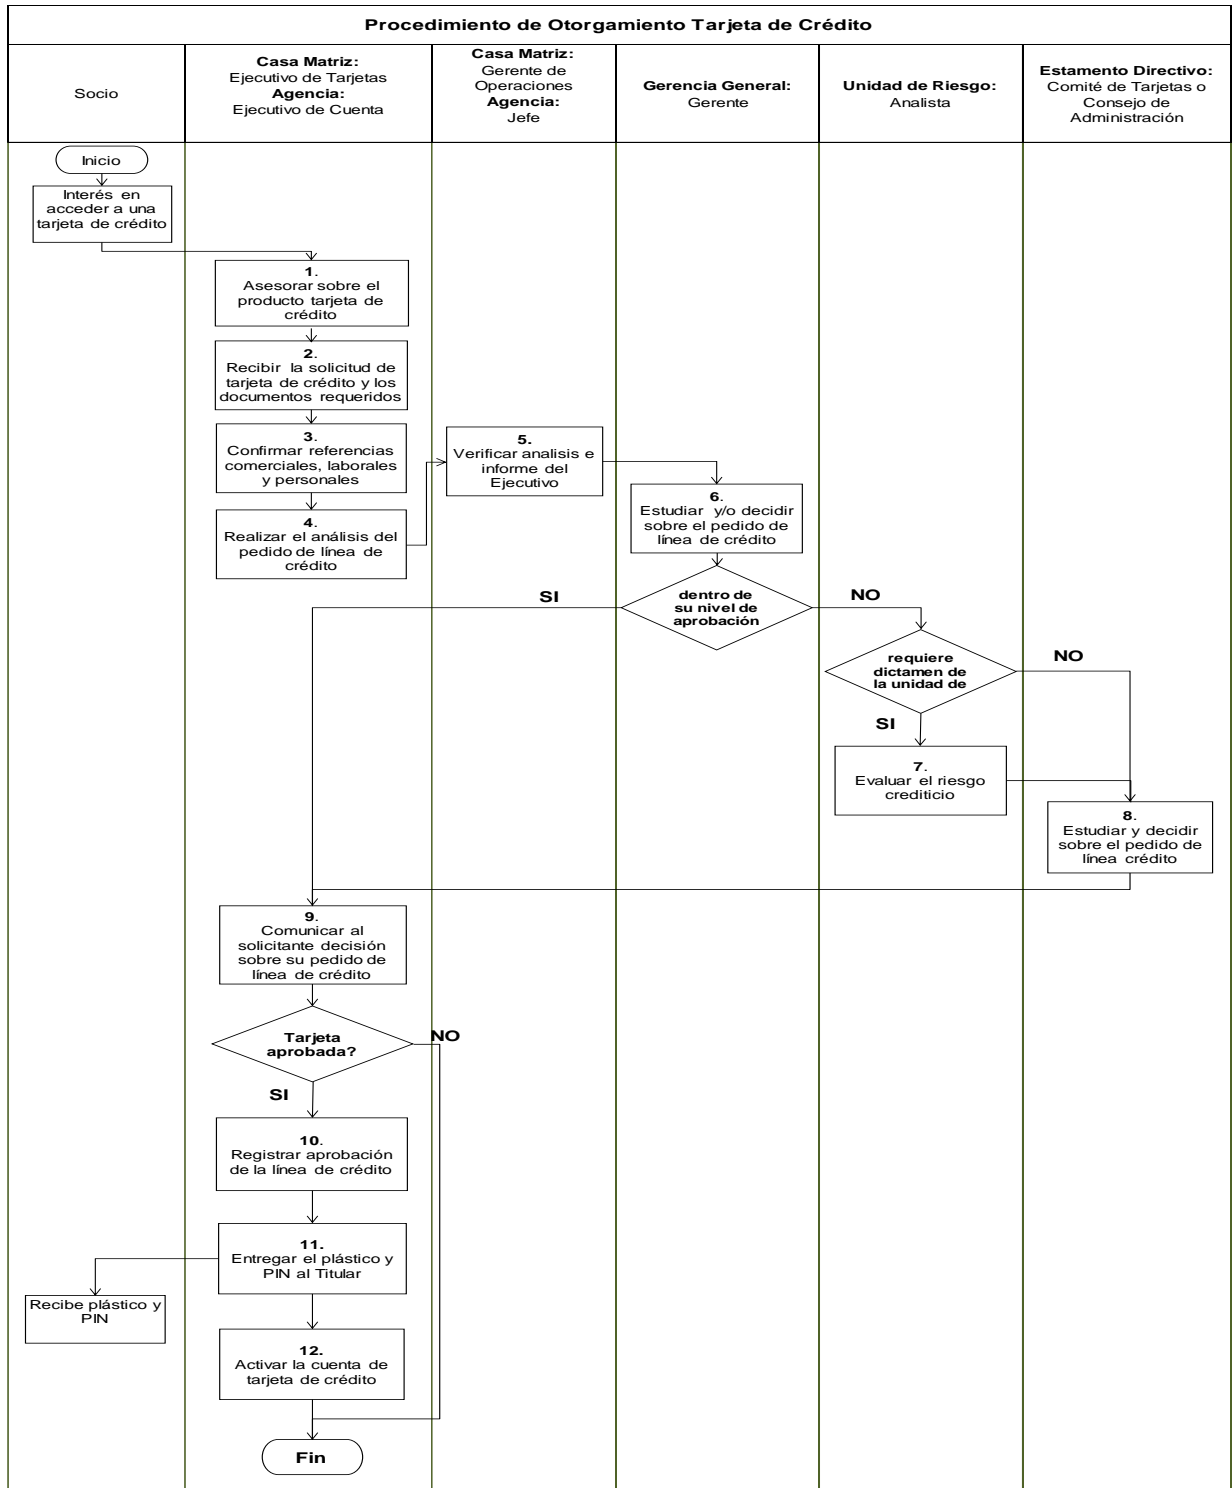 Procedimiento de Otorgamiento Tarjeta de Crédito
Socio
Casa Matriz:
Ejecutivo de Tarjetas
Agencia:
Ejecutivo de Cuenta
Casa Matriz:
Gerente de
Operaciones
Agencia:
Jefe
Gerencia General:
Gerente
Unidad de Riesgo:
Analista
Estamento Directivo:
Comité de Tarjetas o
Consejo de
Administración
Inicio
Interés en
acceder a una
tarjeta de crédito
1.
Asesorar sobre el
producto tarjeta de
crédito
2.
Recibir la solicitud de
tarjeta de crédito y los
documentos requeridos
3.
Confirmar referencias
comerciales, laborales
y personales
4.
Realizar el análisis del
pedido de línea de
crédito
5.
Verificar analisis e
informe del
Ejecutivo
6.
Estudiar y/o decidir
sobre el pedido de
línea de crédito
dentro de
su nivel de
aprobación
SI
NO
requiere
dictamen de
la unidad de
NO
SI
7.
Evaluar el riesgo
crediticio
8.
Estudiar y decidir
sobre el pedido de
línea crédito
9.
Comunicar al
solicitante decisión
sobre su pedido de
línea de crédito
Tarjeta
aprobada?
NO
SI
10.
Registrar aprobación
de la línea de crédito
11.
Entregar el plástico y
PIN al Titular
Recibe plástico y
PIN
12.
Activar la cuenta de
tarjeta de crédito
Fin